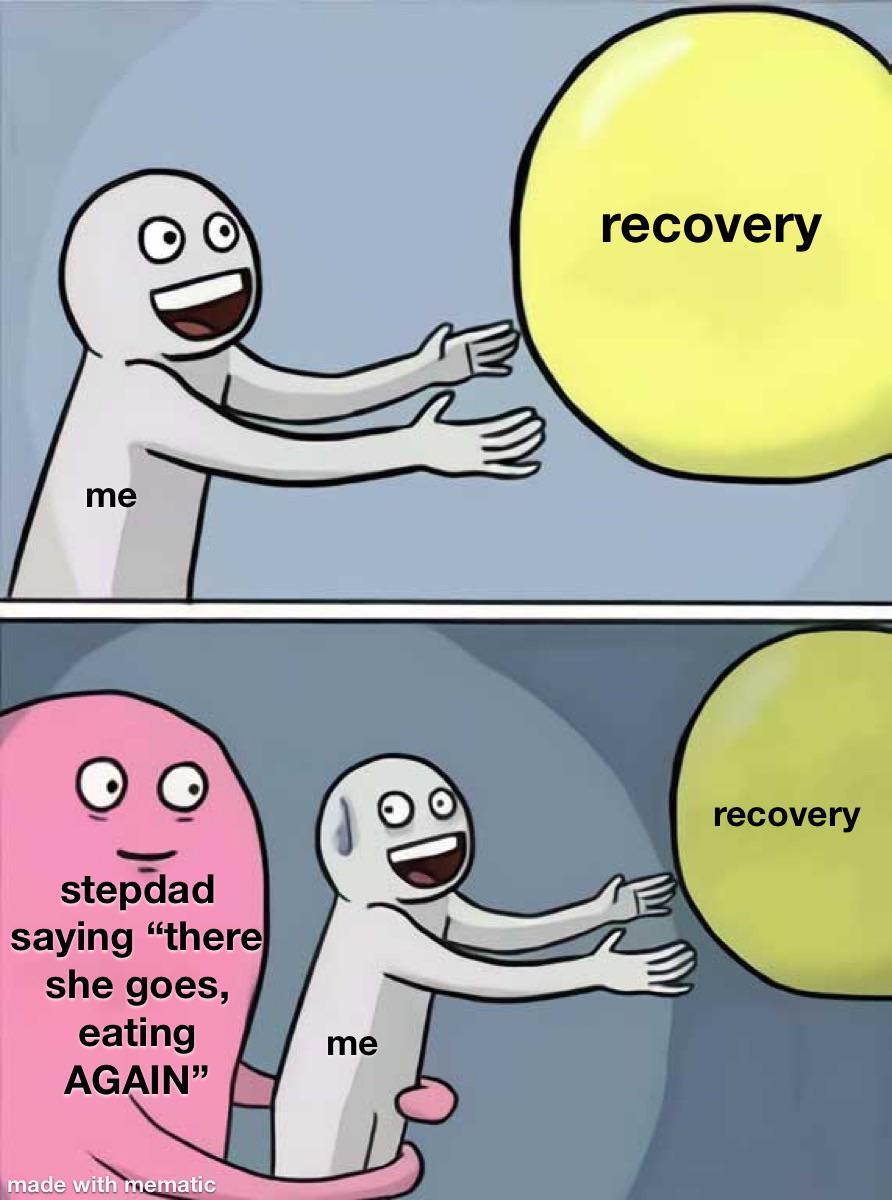 recovery
me
recovery
stepdad
saying “there
she goes,
eating
AGAIN”
me
made with mematic